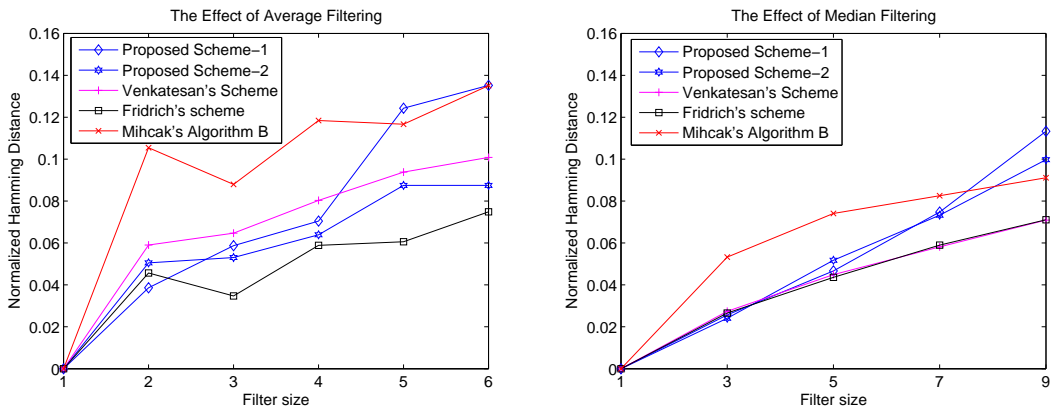 The Effect of Average Filtering
0.16
0.14
0.12
0.1
0.08
0.06
0.04
0.02
0
Normalized Hamming Distance
Proposed Scheme−1
Proposed Scheme−2
Venkatesan's Scheme
Fridrich's scheme
Mihcak's Algorithm B
1 2 3 4 5 6
Filter size
The Effect of Median Filtering
0.16
0.14
0.12
0.1
0.08
0.06
0.04
0.02
0
Normalized Hamming Distance
Proposed Scheme−1
Proposed Scheme−2
Venkatesan's Scheme
Fridrich's scheme
Mihcak's Algorithm B
1 3 5 7 9
Filter size